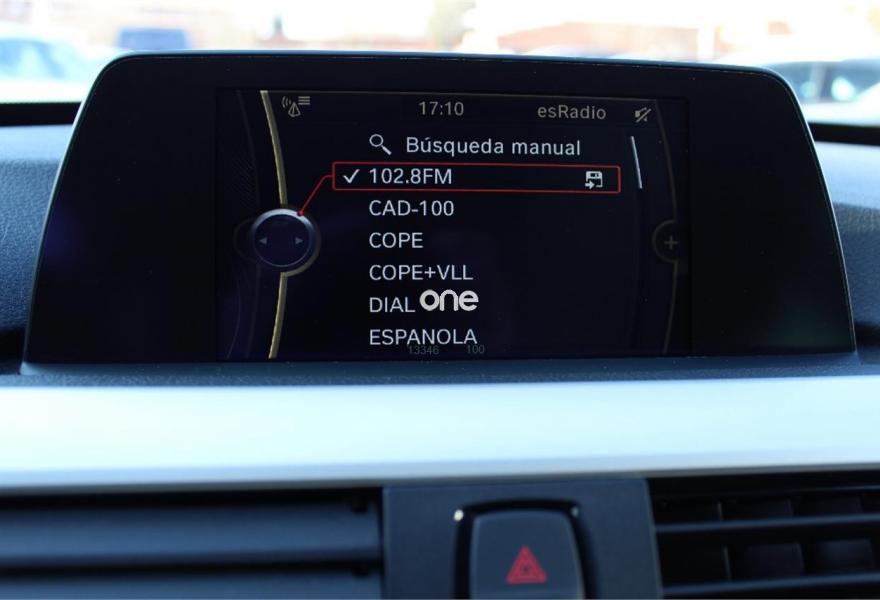 17:10 esRadio
Búsqueda manual
102.8FM
CAD-100
COPE
COPE+VLL
DIAL
one
ESPANOLA
13346 100